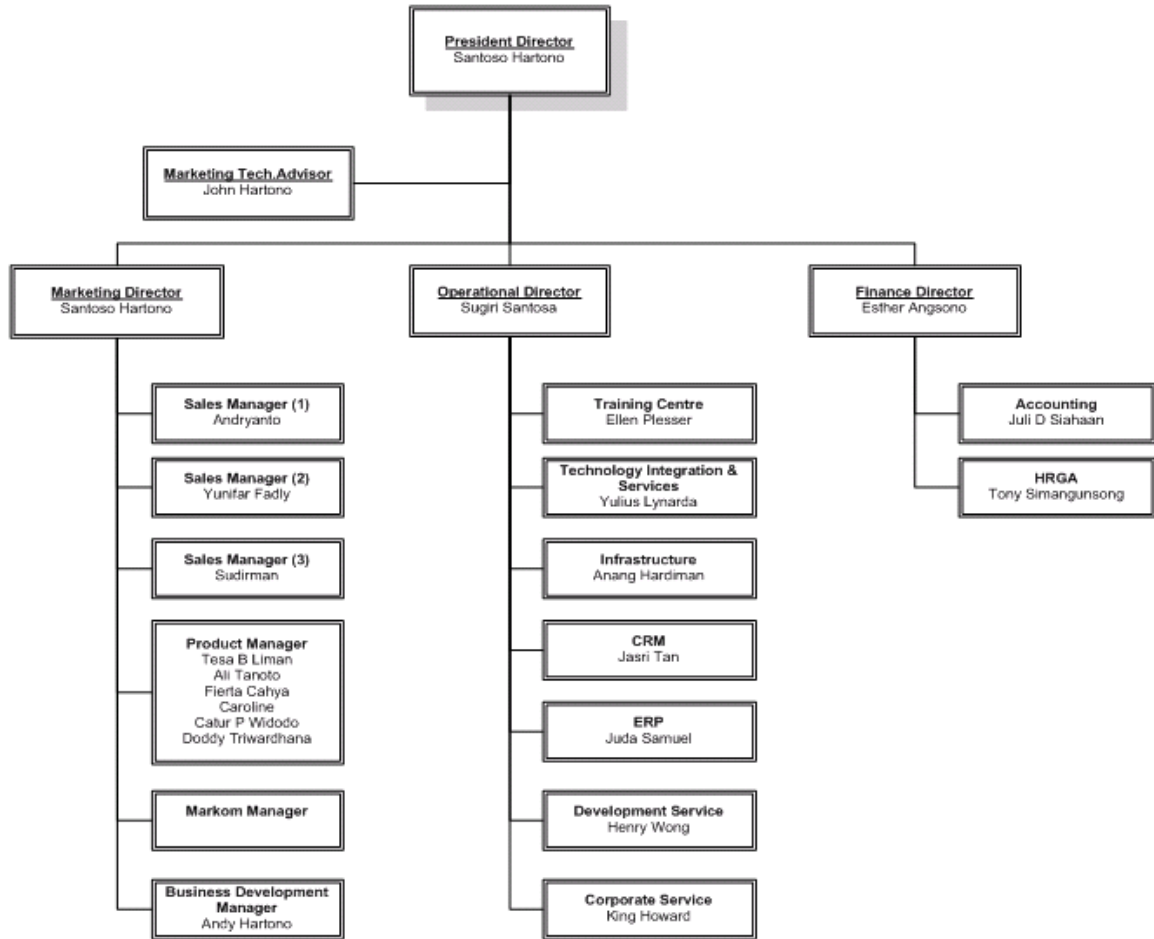 President Director
Santoso Hartono
Marketing Tech.Advisor
John Hartono
Marketing Director
Santoso Hartono
Operational Director
Sugiri Santosa
Finance Director
Esther Angsono
Sales Manager (1)
Andryanto
Sales Manager (2)
Yunifar Fadly
Sales Manager (3)
Sudirman
Product Manager
Tesa B Liman
Ali Tanoto
Fierta Cahya
Caroline
Catur P Widodo
Doddy Triwardhana
Markom Manager
Business Development
Manager
Andy Hartono
Training Centre
Ellen Plesser
Technology Integration &
Services
Yulius Lynarda
Infrastructure
Anang Hardiman
CRM
Jasri Tan
ERP
Juda Samuel
Development Service
Henry Wong
Corporate Service
King Howard
Accounting
Juli D Siahaan
HRGA
Tony Simangunsong